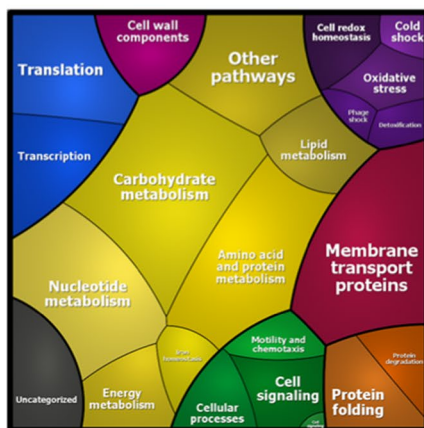 Cell wall
components
Cell redox
homeostasis
Cold
shock
Translation
Other
pathways
Oxidative
stress
Phage
shock
Detoxification
Transcription
Lipid
metabolism
Carbohydrate
metabolism
Membrane
transport
proteins
Amino acid
and protein
metabolism
Nucleotide
metabolism
Motility and
chemotaxis
Protein
degradation
Uncategorized
Energy
metabolism
Cellular
processes
Cell
signaling
Protein
folding